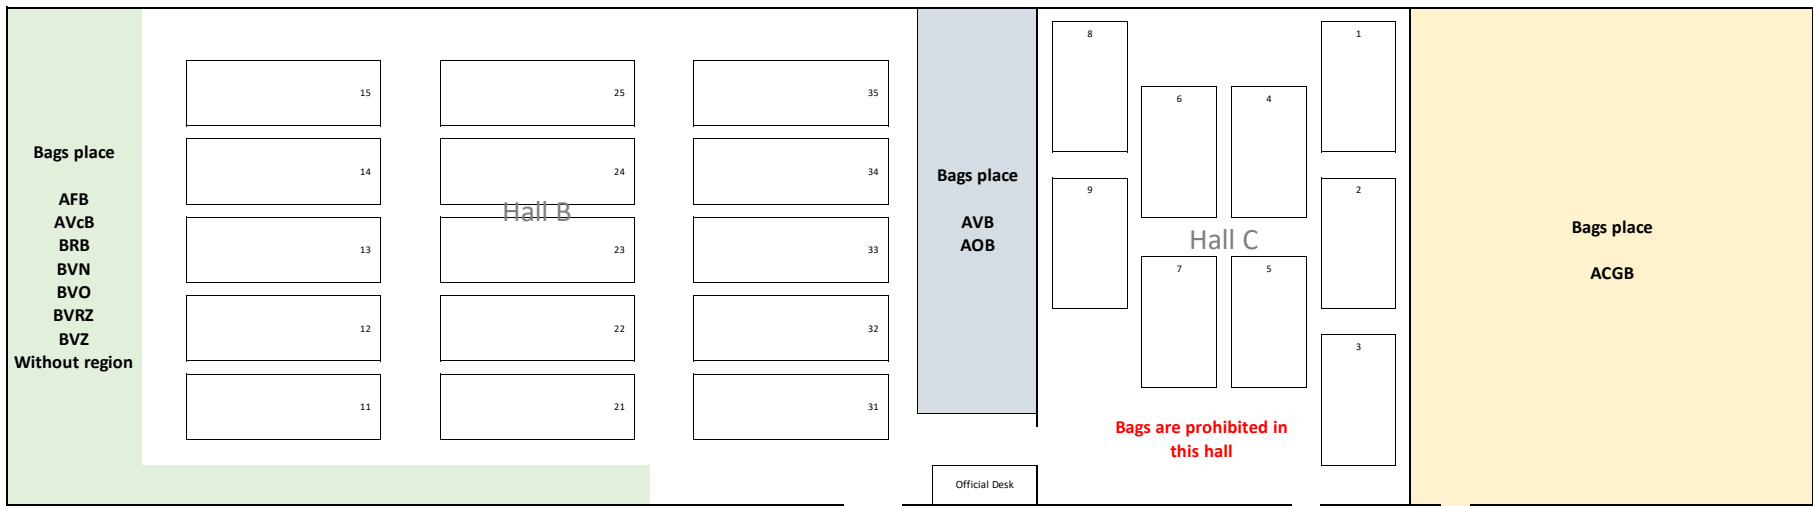 Bags place
AFB
AVcB
BRB
BVN
BVO
BVRZ
BVZ
Without region
15
14
13
12
11
25
24
Hall B
23
22
21
35
34
33
32
31
Bags place
AVB
AOB
Official Desk
8
9
6
4
Hall C
7
5
1
2
3
Bags are prohibited in
this hall
Bags place
ACGB